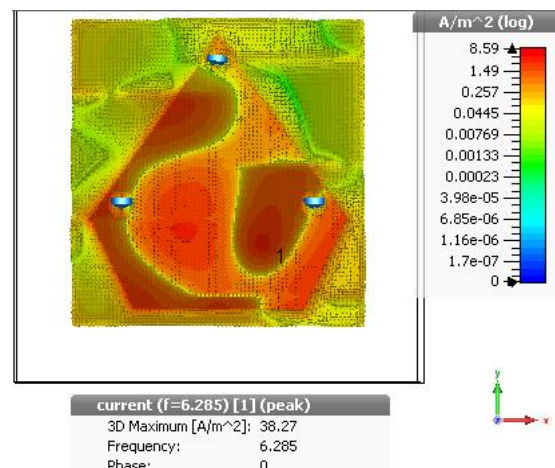 A/m^2 (log)
8.59
1.49
0.257
0.0445
0.00769
0.00133
0.00023
3.98e-05
6.85e-06
1.16e-06
1.7e-07
0
1
y
z
x
current (f=6.285) [1] (peak)
3D Maximum [A/m^2]: 38.27
Frequency: 6.285
Phase: 0